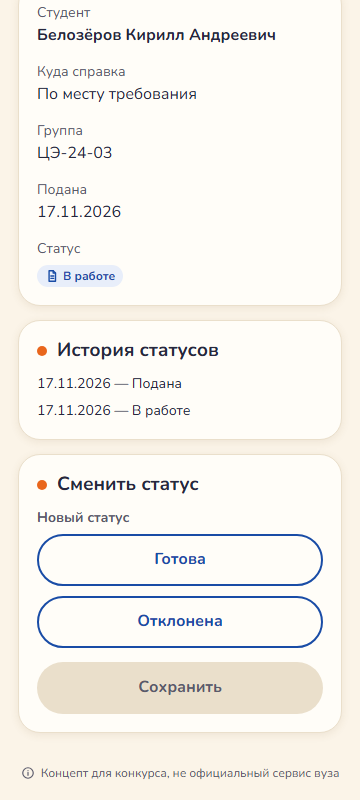 Студент
Белозёров Кирилл Андреевич
Куда справка
По месту требования
Группа
ЦЭ-24-03
Подана
17.11.2026
Статус
В работе
История статусов
17.11.2026 — Подана
17.11.2026 — В работе
Сменить статус
Новый статус
Готова
Отклонена
Сохранить
Концепт для конкурса, не официальный сервис вуза